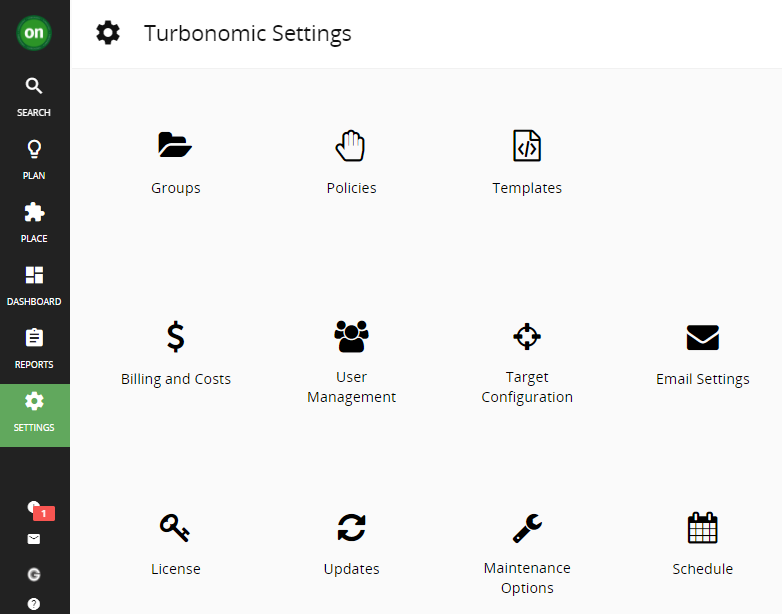 on
Turbonomic Settings
SEARCH
PLAN
PLACE
DASHBOARD
REPORTS
SETTINGS
1
G
?
Groups
Policies
Templates
$
Billing and Costs
User
Management
Target
Configuration
Email Settings
License
Updates
Maintenance
Options
Schedule